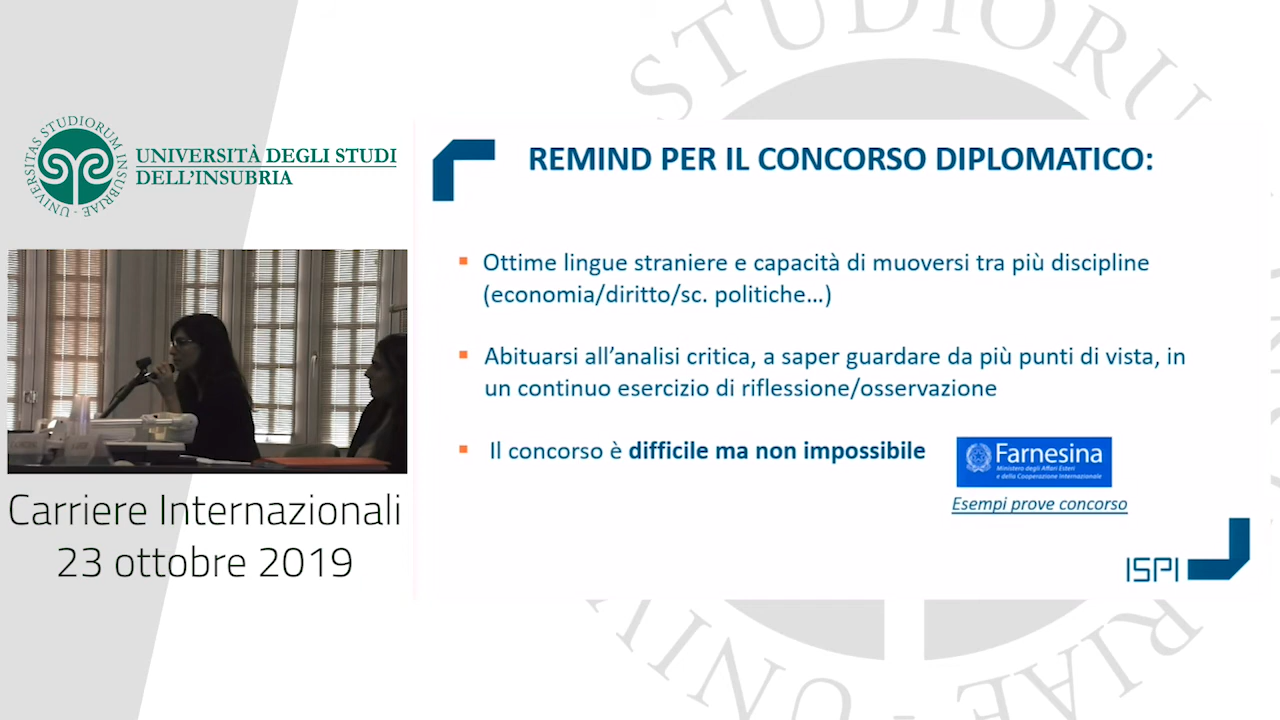 UNIVERSITAS STUDIORUM INSUBRIAE
UNIVERSITÀ DEGLI STUDI
DELL'INSUBRIA
Carriere Internazionali
23 ottobre 2019
REMIND PER IL CONCORSO DIPLOMATICO:
Ottime lingue straniere e capacità di muoversi tra più discipline
(economia/diritto/sc. politiche...)
Abituarsi all'analisi critica, a saper guardare da più punti di vista, in
un continuo esercizio di riflessione/osservazione
Il concorso è difficile ma non impossibile
Farnesina
Ministero degli Affari Esteri
e della Cooperazione Internazionale
Esempi prove concorso
ISPI
STUDIORU
UNIV
RIAE